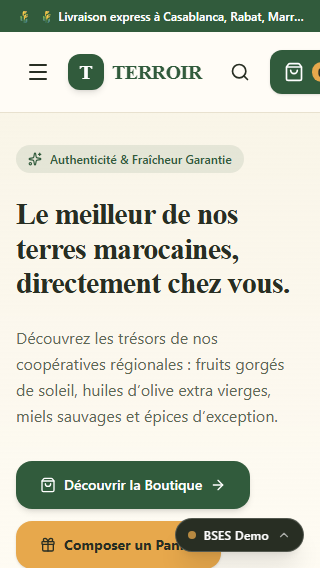 Livraison express à Casablanca, Rabat, Marr...
T TERROIR
Authenticité & Fraîcheur Garantie
Le meilleur de nos
terres marocaines,
directement chez vous.
Découvrez les trésors de nos
coopératives régionales : fruits gorgés
de soleil, huiles d'olive extra vierges,
miels sauvages et épices d'exception.
Découvrir la Boutique
Composer un
BSES Demo